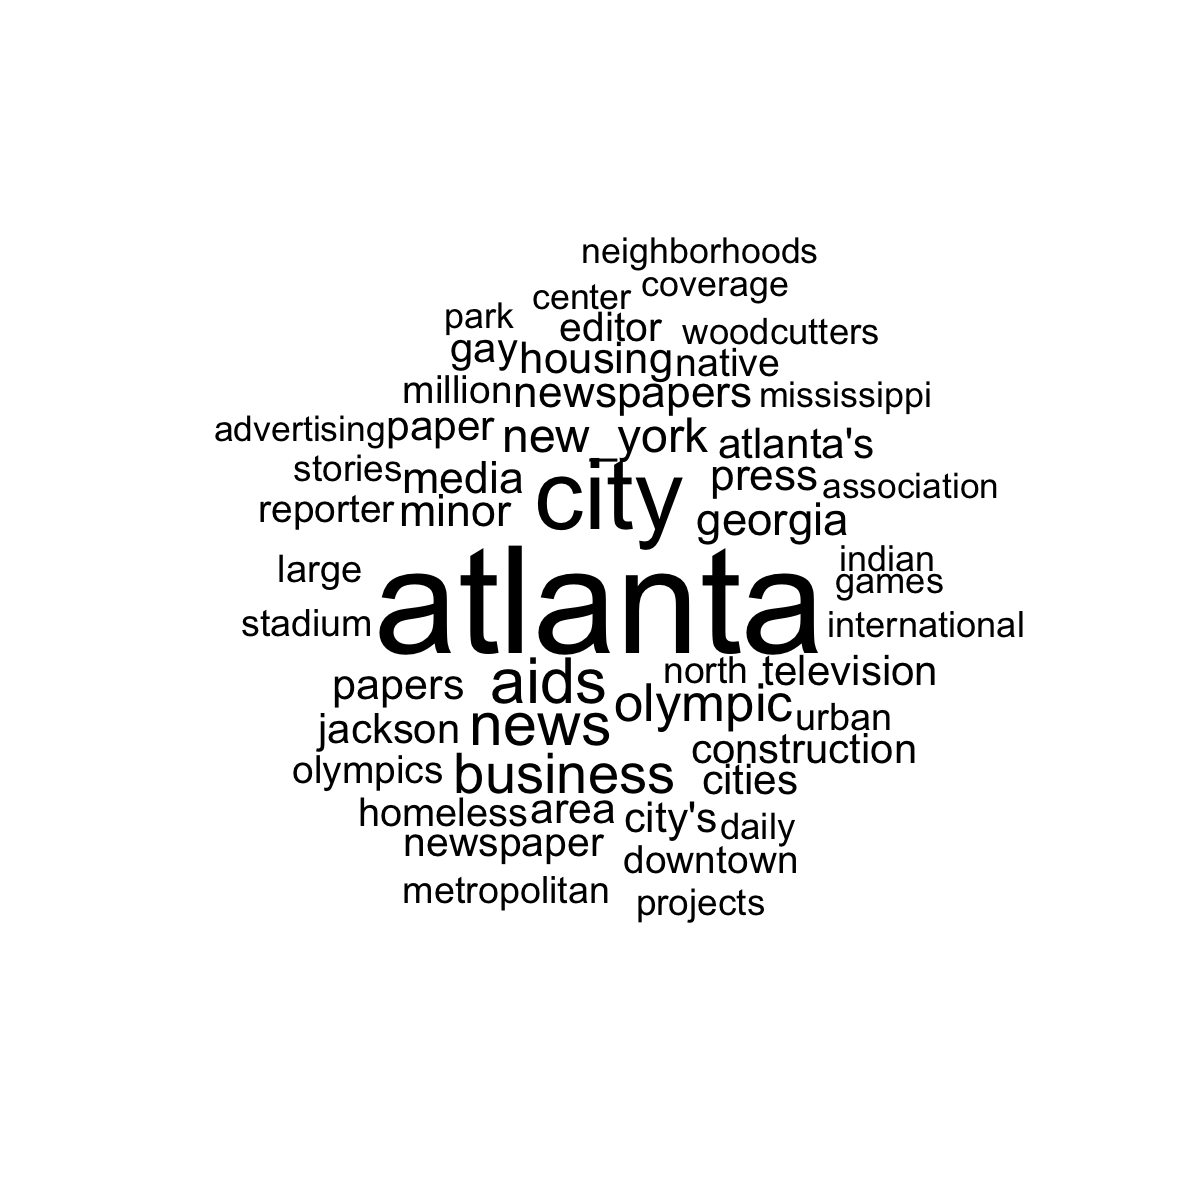 neighborhoods
center coverage
park editor woodcutters
gay housing native
million newspapers mississippi
advertising paper new_york atlanta's
stories media city press association
reporter minor georgia
large atlanta indian
games
stadium international
papers aids north television
jackson news olympic urban
construction
olympics business cities
homeless area city's daily
newspaper downtown
metropolitan projects